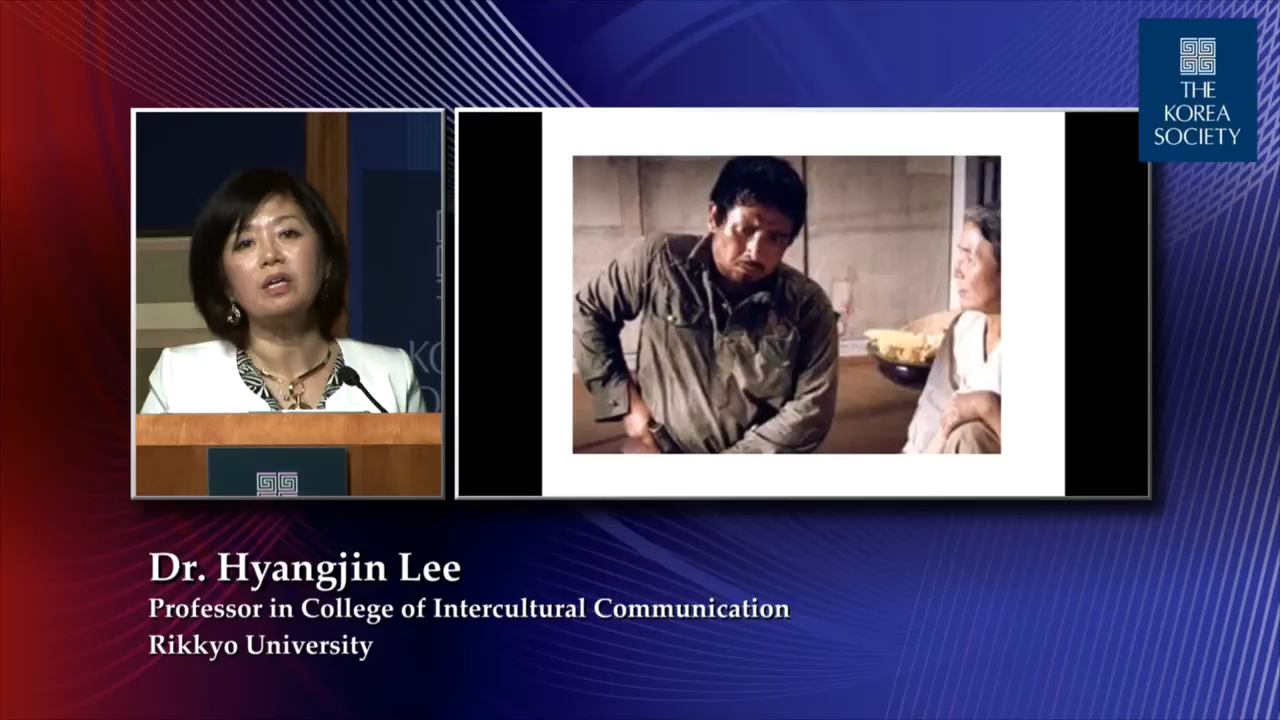 THE
KOREA
SOCIETY
Dr. Hyangjin Lee
Professor in College of Intercultural Communication
Rikkyo University